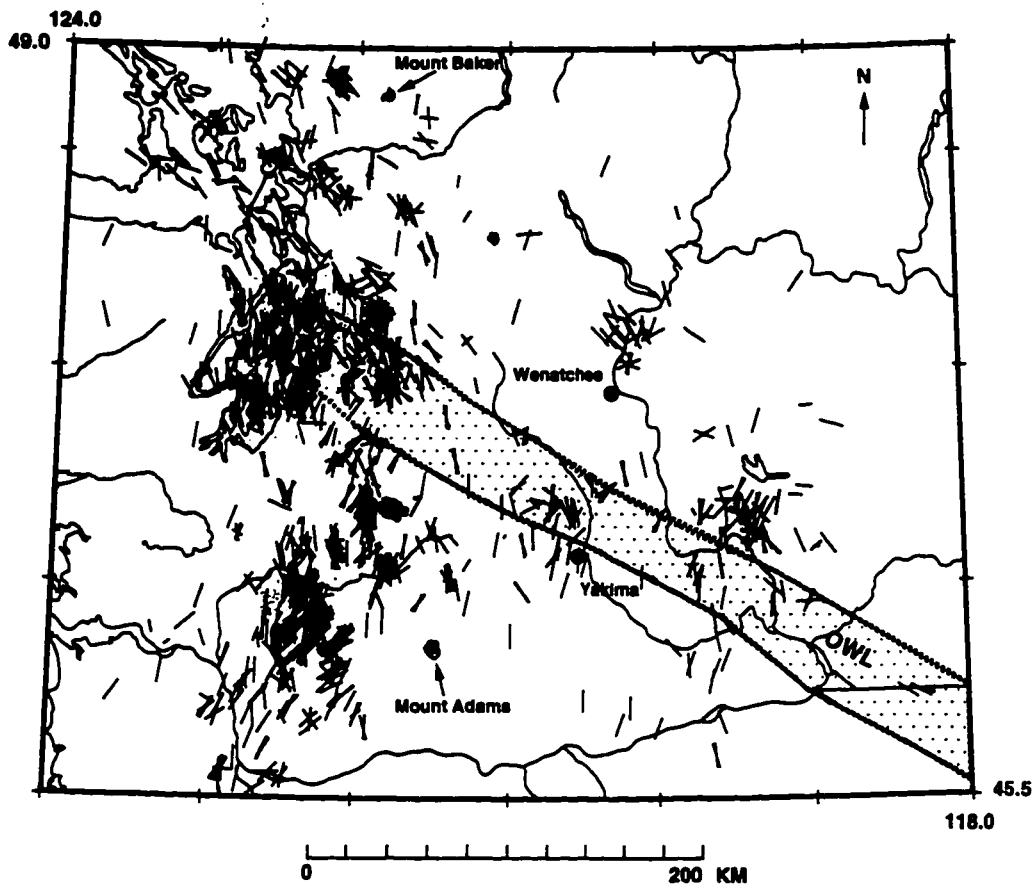 124.0
49.0
Mount Baker
N
Wenatchee
Yakima
OWL
Mount Adams
45.5
118.0
0 200 KM